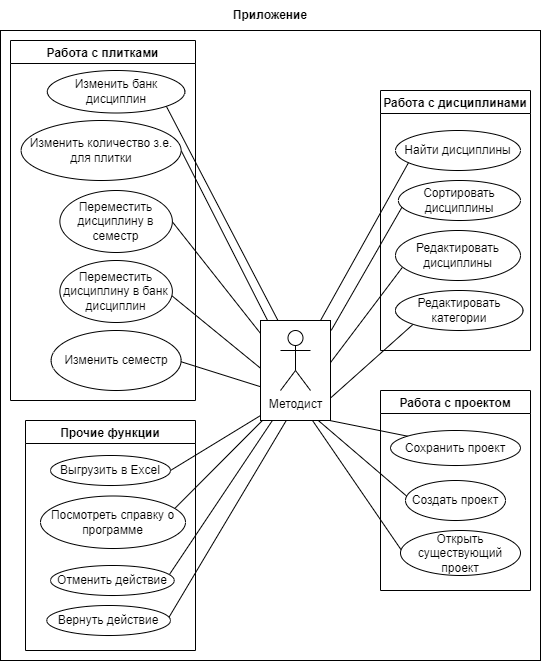 Приложение
Работа с плитками
Изменить банк
дисциплин
Изменить количество з.е.
для плитки
Переместить
дисциплину в
семестр
Переместить
дисциплину в банк
дисциплин
Изменить семестр
Работа с дисциплинами
Найти дисциплины
Сортировать
дисциплины
Редактировать
дисциплины
Редактировать
категории
Методист
Прочие функции
Выгрузить в Excel
Посмотреть справку о
программе
Отменить действие
Вернуть действие
Работа с проектом
Сохранить проект
Создать проект
Открыть
существующий
проект